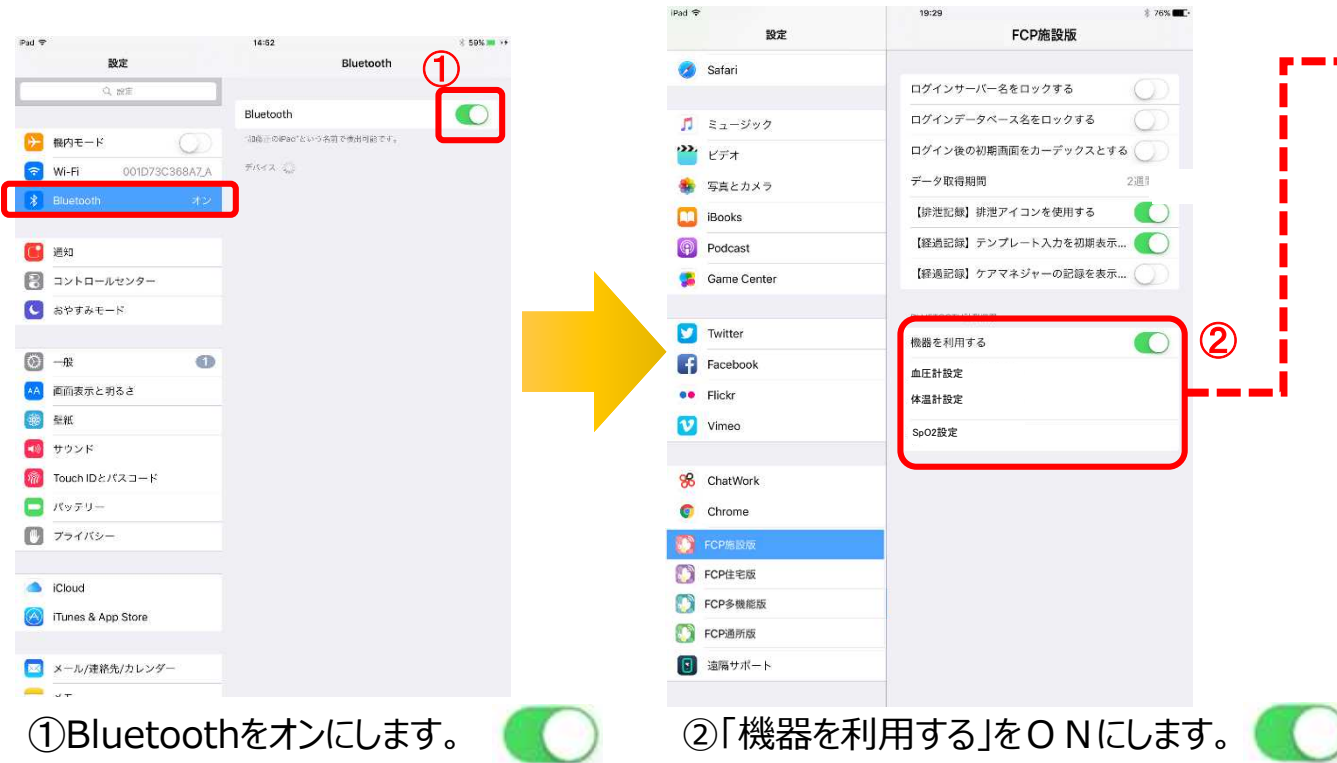 iPad
14:52
59%
設定
Bluetooth
①
設定
Bluetooth
デバイス
機内モード
Wi-Fi 001D73C368A7_A
Bluetooth オン
通知
コントロールセンター
おやすみモード
一般 1
画面表示と明るさ
壁紙
サウンド
Touch IDとパスコード
バッテリー
プライバシー
iCloud
iTunes & App Store
メール/連絡先/カレンダー
①Bluetoothをオンにします。
iPad
19:29
76%
設定
FCP施設版
Safari
ミュージック
ビデオ
写真とカメラ
iBooks
Podcast
Game Center
Twitter
Facebook
Flickr
Vimeo
ChatWork
Chrome
FCP施設版
FCP住宅版
FCP多機能版
FCP通所版
遠隔サポート
ログインサーバー名をロックする
ログインデータベース名をロックする
ログイン後の初期画面をカーデックスとする
データ取得期間 2週
【排泄記録】排泄アイコンを使用する
【経過記録】テンプレート入力を初期表示...
【経過記録】ケアマネジャーの記録を表示...
機器を利用する
②
血圧計設定
体温計設定
SpO2設定
②「機器を利用する」をＯＮにします。